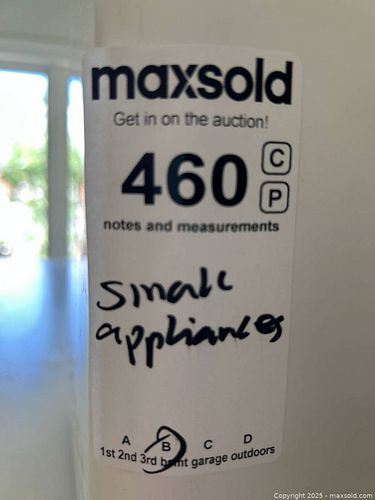 maxsold
Get in on the auction!
460
C
P
notes and measurements
small
appliances
A B C D
1st 2nd 3rd bsmt garage outdoors
Copyright © 2025 - maxsold.com